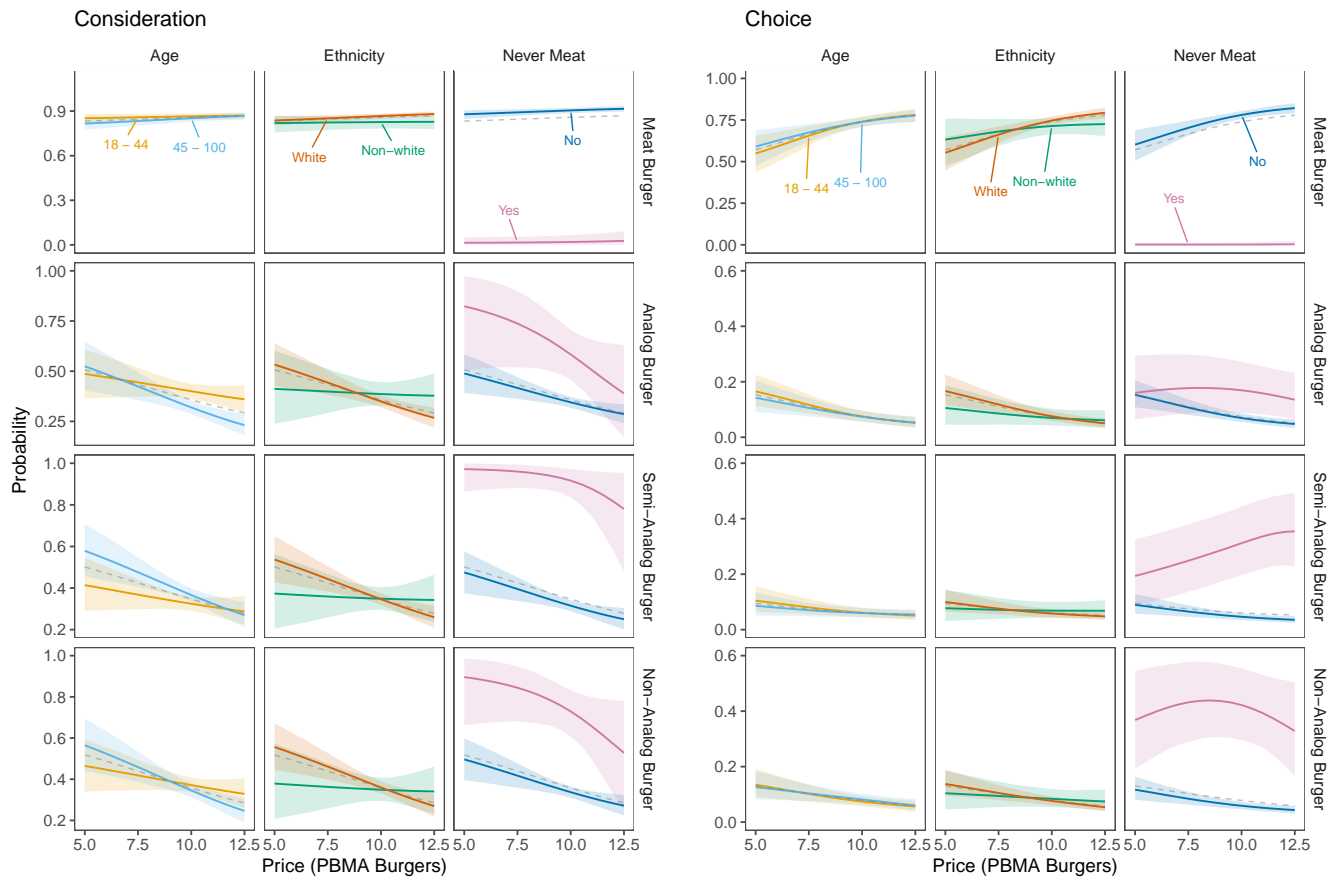 Consideration
Choice
Age
Ethnicity
Never Meat
Age
Ethnicity
Never Meat
0.9
0.6
0.3
0.0
18 − 44
45 − 100
White
Non−white
No
Yes
Meat Burger
1.00
0.75
0.50
0.25
0.00
18 − 44
45 − 100
White
Non−white
No
Yes
Meat Burger
1.00
0.75
0.50
0.25
Analog Burger
0.6
0.4
0.2
0.0
Analog Burger
Probability
1.0
0.8
0.6
0.4
0.2
Semi−Analog Burger
0.6
0.4
0.2
0.0
Semi−Analog Burger
1.0
0.8
0.6
0.4
0.2
Non−Analog Burger
0.6
0.4
0.2
0.0
Non−Analog Burger
5.0 7.5 10.0 12.5 5.0 7.5 10.0 12.5 5.0 7.5 10.0 12.5
5.0 7.5 10.0 12.5 5.0 7.5 10.0 12.5 5.0 7.5 10.0 12.5
Price (PBMA Burgers)
Price (PBMA Burgers)